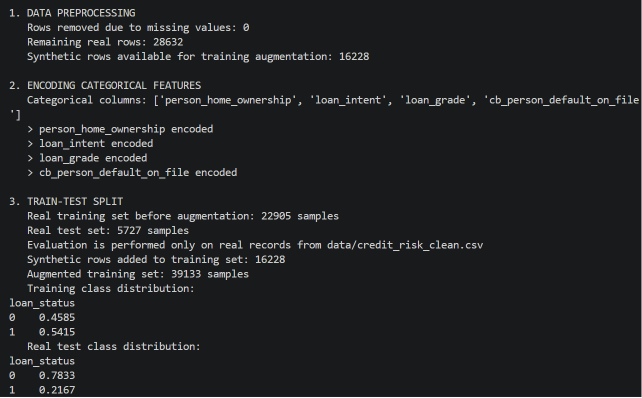 1. DATA PREPROCESSING
Rows removed due to missing values: 0
Remaining real rows: 28632
Synthetic rows available for training augmentation: 16228
2. ENCODING CATEGORICAL FEATURES
Categorical columns: ['person_home_ownership', 'loan_intent', 'loan_grade', 'cb_person_default_on_file
']
> person_home_ownership encoded
> loan_intent encoded
> loan_grade encoded
> cb_person_default_on_file encoded
3. TRAIN-TEST SPLIT
Real training set before augmentation: 22905 samples
Real test set: 5727 samples
Evaluation is performed only on real records from data/credit_risk_clean.csv
Synthetic rows added to training set: 16228
Augmented training set: 39133 samples
Training class distribution:
loan_status
0    0.4585
1    0.5415
Real test class distribution:
loan_status
0    0.7833
1    0.2167